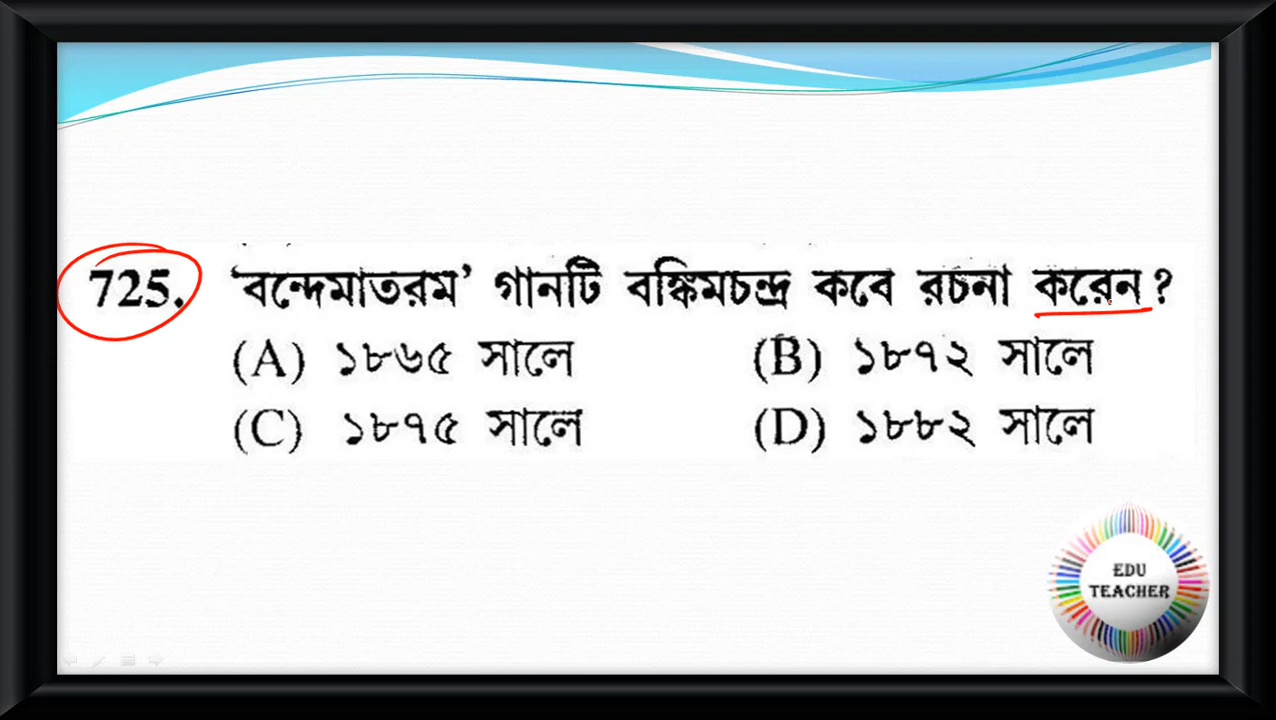 725. ‘বন্দেমাতরম’ গানটি বঙ্কিমচন্দ্র কবে রচনা করেন ?
(A) ১৮৬৫ সালে (B) ১৮৭২ সালে
(C) ১৮৭৫ সালে (D) ১৮৮২ সালে
EDU
TEACHER